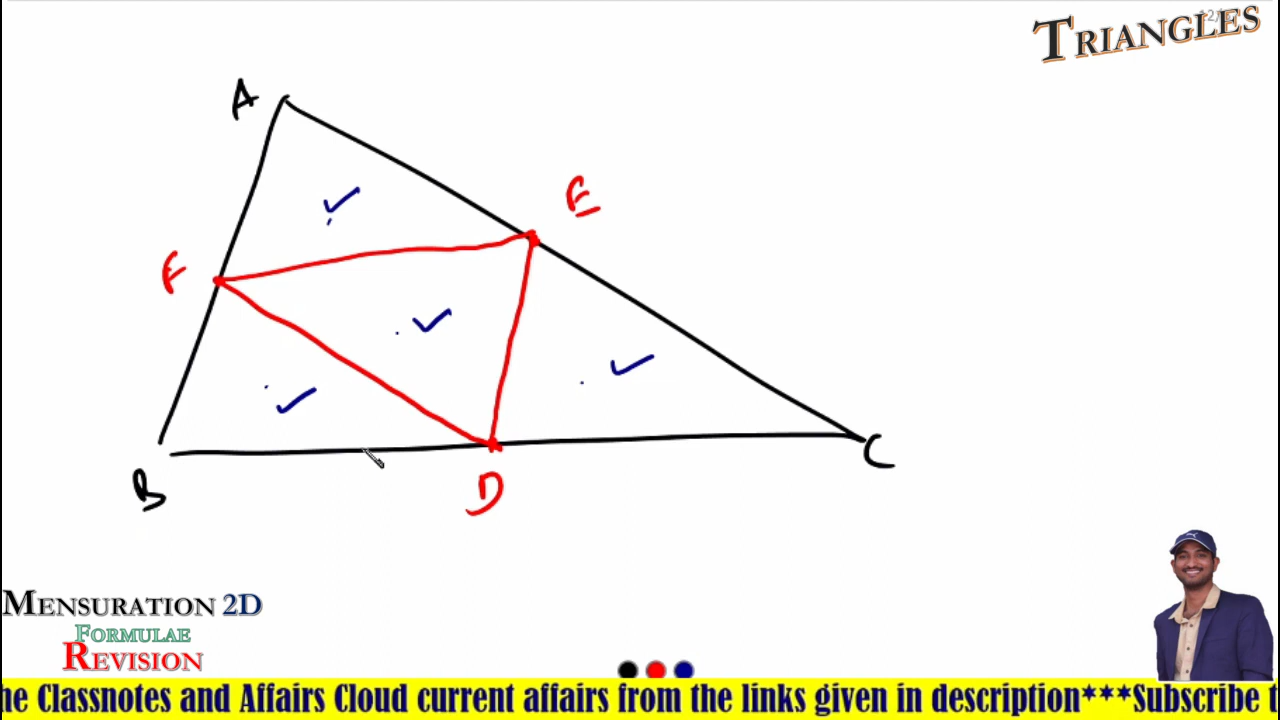 12/
TRIANGLES
A
E
F
B
D
C
MENSURATION 2D
FORMULAE
REVISION
he Classnotes and Affairs Cloud current affairs from the links given in description***Subscribe t